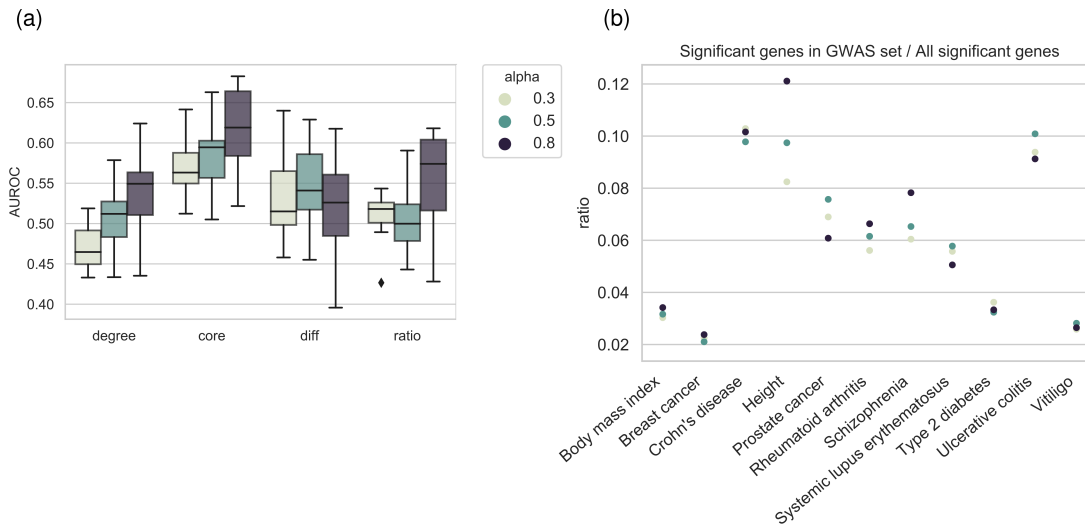 (a)
(b)
Significant genes in GWAS set / All significant genes
AUROC
0.65
0.60
0.55
0.50
0.45
0.40
degree
core
diff
ratio
alpha
0.3
0.5
0.8
ratio
0.12
0.10
0.08
0.06
0.04
0.02
Body mass index
Breast cancer
Crohn's disease
Height
Prostate cancer
Rheumatoid arthritis
Schizophrenia
Systemic lupus erythematosus
Type 2 diabetes
Ulcerative colitis
Vitiligo